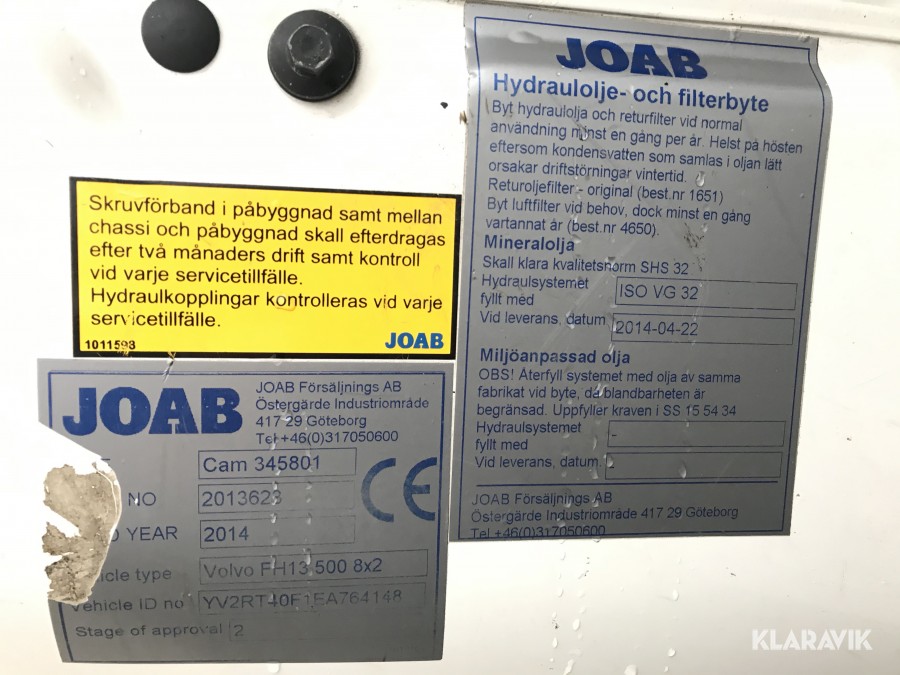 JOAB
Hydraulolje- och filterbyte
Byt hydraulolja och returfilter vid normal
användning minst en gång per år. Helst på hösten
eftersom kondensvatten som samlas i oljan lätt
orsakar driftstörningar vintertid.
Returoljefilter - original (best.nr 1651)
Byt luftfilter vid behov, dock minst en gång
vartannat år (best.nr 4650).
Mineralolja
Skall klara kvalitetsnorm SHS 32
Hydraulsystemet
fyllt med ISO VG 32
Vid leverans, datum 2014-04-22
Miljöanpassad olja
OBS! Återfyll systemet med olja av samma
fabrikat vid byte, då blandbarheten är
begränsad. Uppfyller kraven i SS 15 54 34
Hydraulsystemet
fyllt med -
Vid leverans, datum.
JOAB Försäljnings AB
Östergärde Industriområde 417 29 Göteborg
Tel +46(0)317050600
Skruvförband i påbyggnad samt mellan
chassi och påbyggnad skall efterdragas
efter två månaders drift samt kontroll
vid varje servicetillfälle.
Hydraulkopplingar kontrolleras vid varje
servicetillfälle.
1011598 JOAB
JOAB
JOAB Försäljnings AB
Östergärde Industriområde
417 29 Göteborg
Tel +46(0)317050600
Cam 345801
NO 2013623
YEAR 2014
CE
Vehicle type Volvo FH13 500 8x2
Vehicle ID no YV2RT40F1EA764148
Stage of approval 2
KLARAVIK